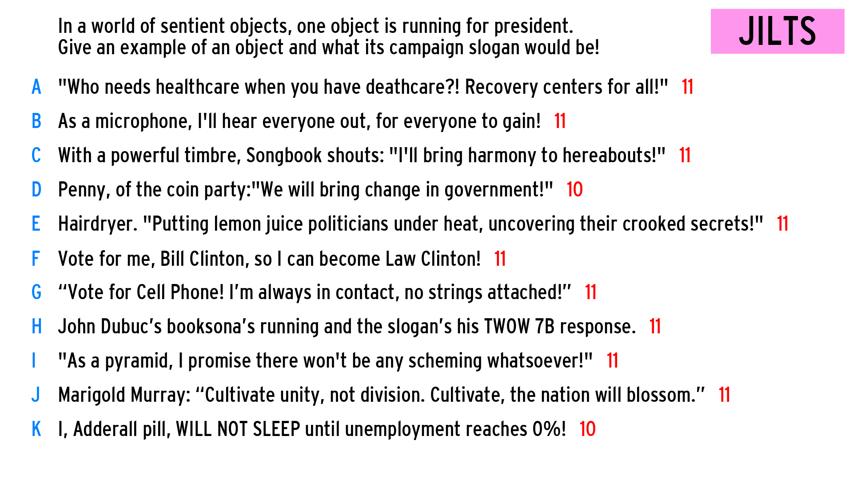 In a world of sentient objects, one object is running for president.
Give an example of an object and what its campaign slogan would be!
JILTS
A "Who needs healthcare when you have deathcare?! Recovery centers for all!" 11
B As a microphone, I'll hear everyone out, for everyone to gain! 11
C With a powerful timbre, Songbook shouts: "I'll bring harmony to hereabouts!" 11
D Penny, of the coin party:"We will bring change in government!" 10
E Hairdryer. "Putting lemon juice politicians under heat, uncovering their crooked secrets!" 11
F Vote for me, Bill Clinton, so I can become Law Clinton! 11
G “Vote for Cell Phone! I’m always in contact, no strings attached!” 11
H John Dubuc’s booksona’s running and the slogan’s his TWOW 7B response. 11
I "As a pyramid, I promise there won't be any scheming whatsoever!" 11
J Marigold Murray: “Cultivate unity, not division. Cultivate, the nation will blossom.” 11
K I, Adderall pill, WILL NOT SLEEP until unemployment reaches 0%! 10